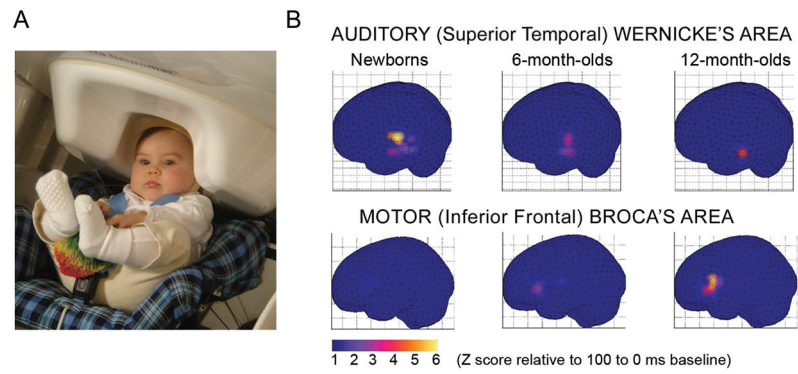 A
B
AUDITORY (Superior Temporal) WERNICKE'S AREA
Newborns
6-month-olds
12-month-olds
MOTOR (Inferior Frontal) BROCA'S AREA
1 2 3 4 5 6 (Z score relative to 100 to 0 ms baseline)